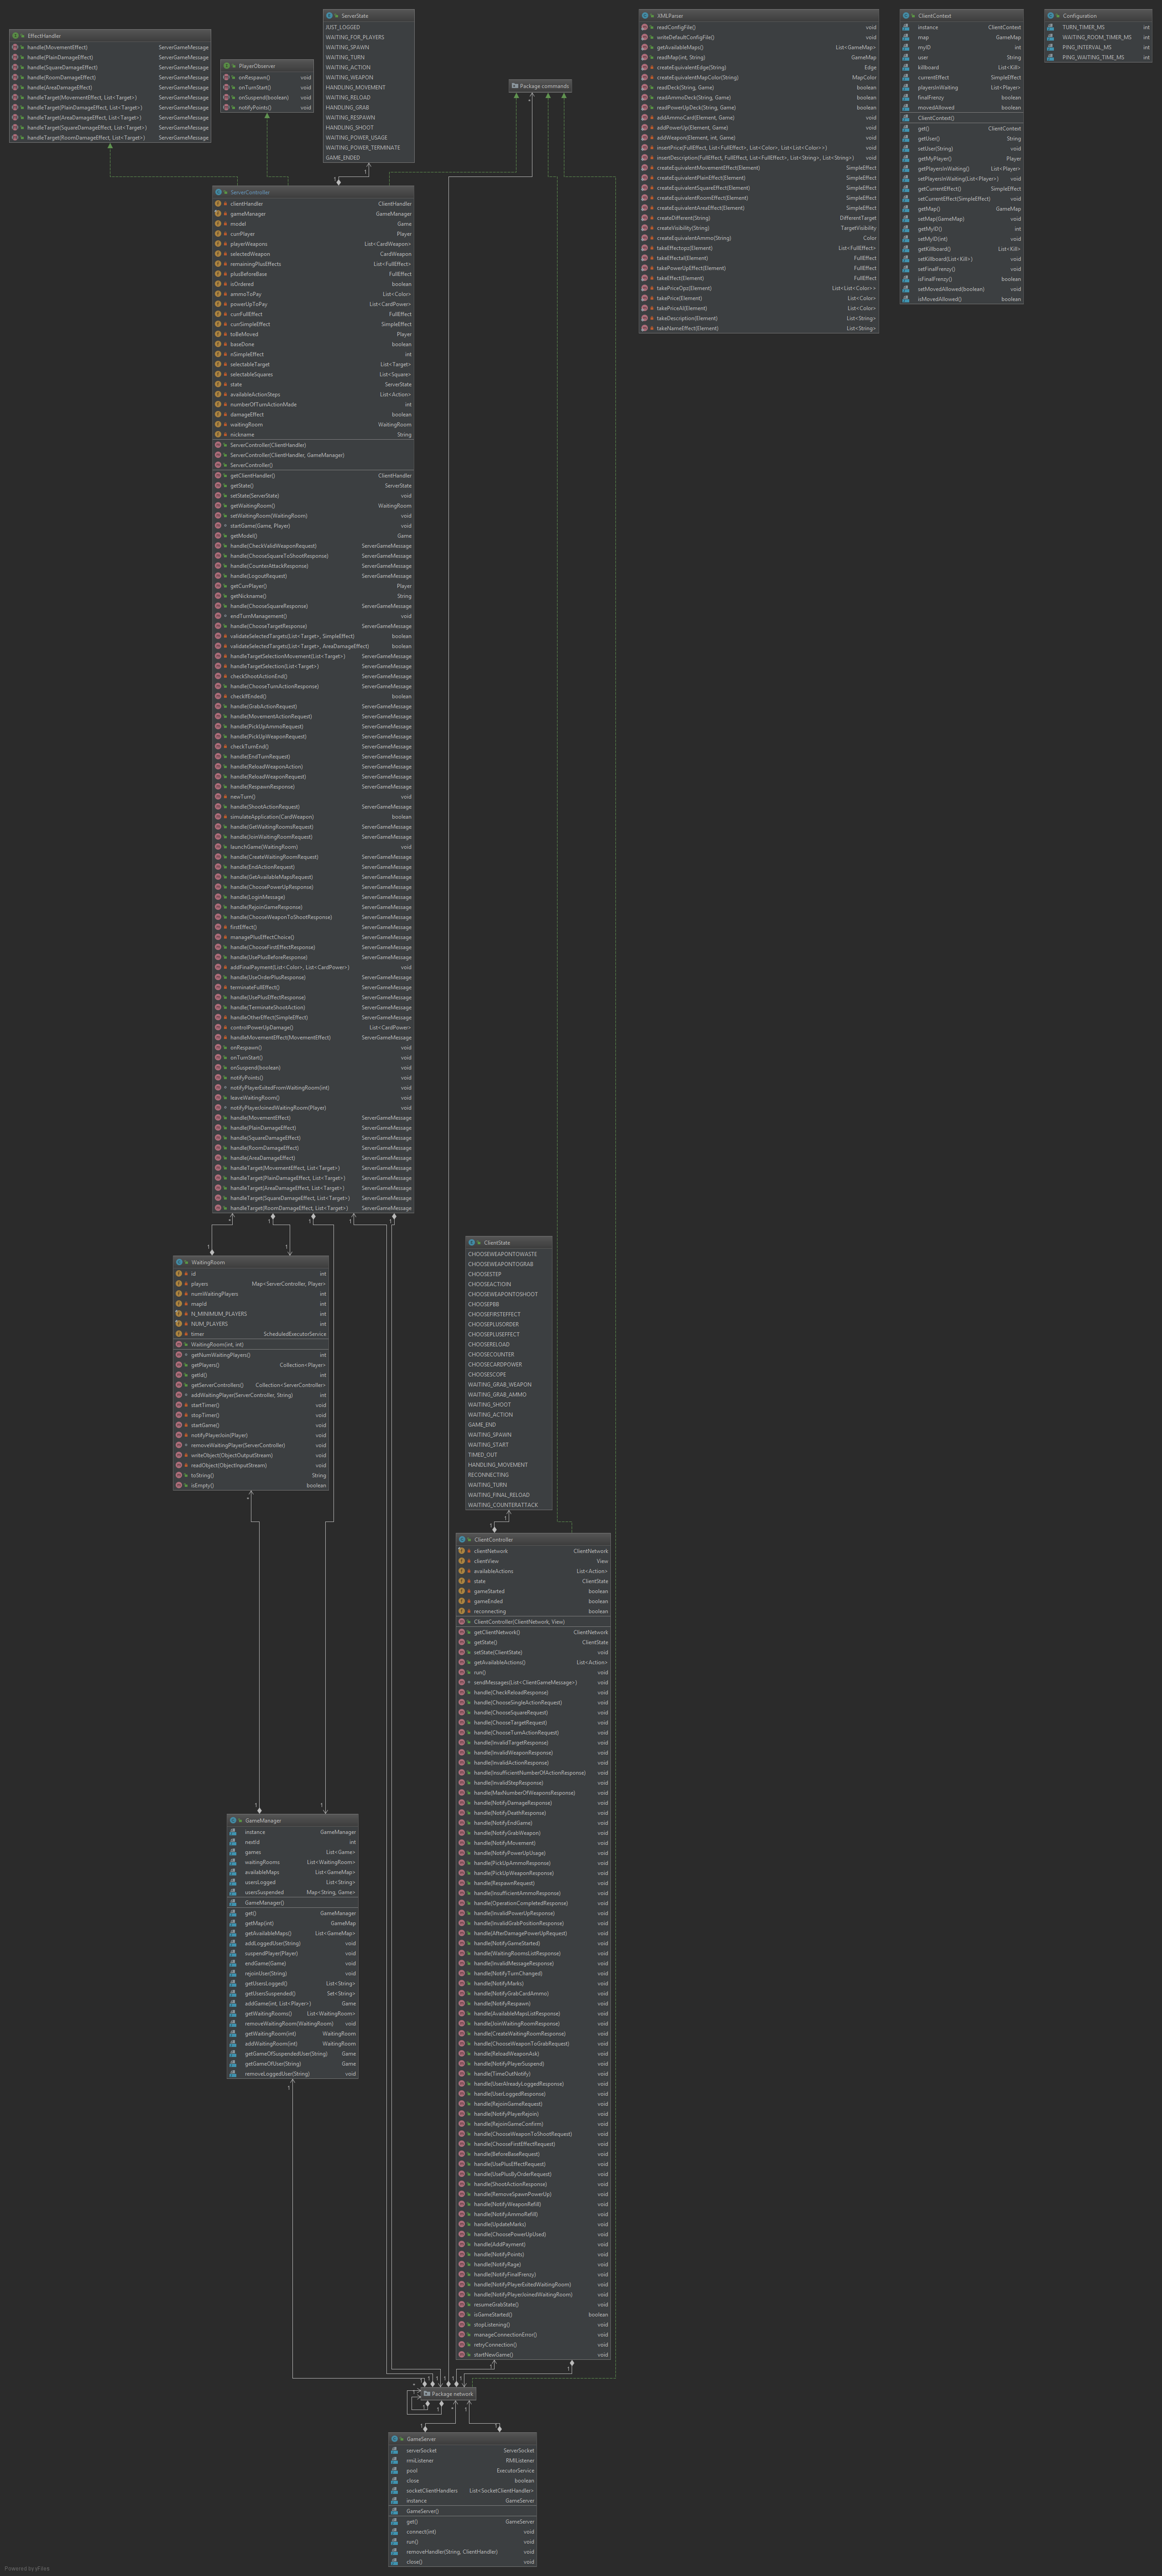 EffectHandler
handle(MovementEffect) ServerGameMessage
handle(PlainDamageEffect) ServerGameMessage
handle(SquareDamageEffect) ServerGameMessage
handle(RoomDamageEffect) ServerGameMessage
handle(AreaDamageEffect) ServerGameMessage
handleTarget(MovementEffect, List<Target>) ServerGameMessage
handleTarget(PlainDamageEffect, List<Target>) ServerGameMessage
handleTarget(AreaDamageEffect, List<Target>) ServerGameMessage
handleTarget(SquareDamageEffect, List<Target>) ServerGameMessage
handleTarget(RoomDamageEffect, List<Target>) ServerGameMessage
PlayerObserver
onRespawn() void
onTurnStart() void
onSuspend(boolean) void
notifyPoints() void
ServerState
JUST_LOGGED
WAITING_FOR_PLAYERS
WAITING_SPAWN
WAITING_TURN
WAITING_ACTION
WAITING_WEAPON
HANDLING_MOVEMENT
WAITING_RELOAD
HANDLING_GRAB
WAITING_RESPAWN
HANDLING_SHOOT
WAITING_POWER_USAGE
WAITING_POWER_TERMINATE
GAME_ENDED
Package commands
XMLParser
readConfigFile() void
writeDefaultConfigFile() void
getAvailableMaps() List<GameMap>
readMap(int, String) GameMap
createEquivalentEdge(String) Edge
createEquivalentMapColor(String) MapColor
readDeck(String, Game) boolean
readAmmoDeck(String, Game) boolean
readPowerUpDeck(String, Game) boolean
addAmmoCard(Element, Game) void
addPowerUp(Element, Game) void
addWeapon(Element, int, Game) void
insertPrice(FullEffect, List<FullEffect>, List<Color>, List<List<Color>>) void
insertDescription(FullEffect, FullEffect, List<FullEffect>, List<String>, List<String>) void
createEquivalentMovementEffect(Element) SimpleEffect
createEquivalentPlainEffect(Element) SimpleEffect
createEquivalentSquareEffect(Element) SimpleEffect
createEquivalentRoomEffect(Element) SimpleEffect
createEquivalentAreaEffect(Element) SimpleEffect
createDifferent(String) DifferentTarget
createVisibility(String) TargetVisibility
createEquivalentAmmo(String) Color
takeEffectopz(Element) List<FullEffect>
takeEffectal(Element) FullEffect
takePowerUpEffect(Element) FullEffect
takeEffect(Element) FullEffect
takePriceOpz(Element) List<List<Color>>
takePrice(Element) List<Color>
takePriceAl(Element) List<Color>
takeDescription(Element) List<String>
takeNameEffect(Element) List<String>
ClientContext
instance ClientContext
map GameMap
myID int
user String
killboard List<Kill>
currentEffect SimpleEffect
playersInWaiting List<Player>
finalFrenzy boolean
movedAllowed boolean
ClientContext()
get() ClientContext
getUser() String
setUser(String) void
getMyPlayer() Player
getPlayersInWaiting() List<Player>
setPlayersInWaiting(List<Player>) void
getCurrentEffect() SimpleEffect
setCurrentEffect(SimpleEffect) void
getMap() GameMap
setMap(GameMap) void
getMyID() int
setMyID(int) void
getKillboard() List<Kill>
setKillboard(List<Kill>) void
setFinalFrenzy() void
isFinalFrenzy() boolean
setMovedAllowed(boolean) void
isMovedAllowed() boolean
Configuration
TURN_TIMER_MS int
WAITING_ROOM_TIMER_MS int
PING_INTERVAL_MS int
PING_WAITING_TIME_MS int
ServerController
clientHandler ClientHandler
gameManager GameManager
model Game
currPlayer Player
playerWeapons List<CardWeapon>
selectedWeapon CardWeapon
remainingPlusEffects List<FullEffect>
plusBeforeBase FullEffect
isOrdered boolean
ammoToPay List<Color>
powerUpToPay List<CardPower>
currFullEffect FullEffect
currSimpleEffect SimpleEffect
toBeMoved Player
baseDone boolean
nSimpleEffect int
selectableTarget List<Target>
selectableSquares List<Square>
state ServerState
availableActionSteps List<Action>
numberOfTurnActionMade int
damageEffect boolean
waitingRoom WaitingRoom
nickname String
ServerController(ClientHandler)
ServerController(ClientHandler, GameManager)
ServerController()
getClientHandler() ClientHandler
getState() ServerState
setState(ServerState) void
getWaitingRoom() WaitingRoom
setWaitingRoom(WaitingRoom) void
startGame(Game, Player) void
getModel() Game
handle(CheckValidWeaponRequest) ServerGameMessage
handle(ChooseSquareToShootResponse) ServerGameMessage
handle(CounterAttackResponse) ServerGameMessage
handle(LogoutRequest) ServerGameMessage
getCurrPlayer() Player
getNickname() String
handle(ChooseSquareResponse) ServerGameMessage
endTurnManagement() void
handle(ChooseTargetResponse) ServerGameMessage
validateSelectedTargets(List<Target>, SimpleEffect) boolean
validateSelectedTargets(List<Target>, AreaDamageEffect) boolean
handleTargetSelectionMovement(List<Target>) ServerGameMessage
handleTargetSelection(List<Target>) ServerGameMessage
checkShootActionEnd() ServerGameMessage
handle(ChooseTurnActionResponse) ServerGameMessage
checkIfEnded() boolean
handle(GrabActionRequest) ServerGameMessage
handle(MovementActionRequest) ServerGameMessage
handle(PickUpAmmoRequest) ServerGameMessage
handle(PickUpWeaponRequest) ServerGameMessage
checkTurnEnd() ServerGameMessage
handle(EndTurnRequest) ServerGameMessage
handle(ReloadWeaponAction) ServerGameMessage
handle(ReloadWeaponRequest) ServerGameMessage
handle(RespawnResponse) ServerGameMessage
newTurn() void
handle(ShootActionRequest) ServerGameMessage
simulateApplication(CardWeapon) boolean
handle(GetWaitingRoomsRequest) ServerGameMessage
handle(JoinWaitingRoomRequest) ServerGameMessage
launchGame(WaitingRoom) void
handle(CreateWaitingRoomRequest) ServerGameMessage
handle(EndActionRequest) ServerGameMessage
handle(GetAvailableMapsRequest) ServerGameMessage
handle(ChoosePowerUpResponse) ServerGameMessage
handle(LoginMessage) ServerGameMessage
handle(RejoinGameResponse) ServerGameMessage
handle(ChooseWeaponToShootResponse) ServerGameMessage
firstEffect() ServerGameMessage
managePlusEffectChoice() ServerGameMessage
handle(ChooseFirstEffectResponse) ServerGameMessage
handle(UsePlusBeforeResponse) ServerGameMessage
addFinalPayment(List<Color>, List<CardPower>) void
handle(UseOrderPlusResponse) ServerGameMessage
terminateFullEffect() ServerGameMessage
handle(UsePlusEffectResponse) ServerGameMessage
handle(TerminateShootAction) ServerGameMessage
handleOtherEffect(SimpleEffect) ServerGameMessage
controlPowerUpDamage() List<CardPower>
handleMovementEffect(MovementEffect) ServerGameMessage
onRespawn() void
onTurnStart() void
onSuspend(boolean) void
notifyPoints() void
notifyPlayerExitedFromWaitingRoom(int) void
leaveWaitingRoom() void
notifyPlayerJoinedWaitingRoom(Player) void
handle(MovementEffect) ServerGameMessage
handle(PlainDamageEffect) ServerGameMessage
handle(SquareDamageEffect) ServerGameMessage
handle(RoomDamageEffect) ServerGameMessage
handle(AreaDamageEffect) ServerGameMessage
handleTarget(MovementEffect, List<Target>) ServerGameMessage
handleTarget(PlainDamageEffect, List<Target>) ServerGameMessage
handleTarget(AreaDamageEffect, List<Target>) ServerGameMessage
handleTarget(SquareDamageEffect, List<Target>) ServerGameMessage
handleTarget(RoomDamageEffect, List<Target>) ServerGameMessage
WaitingRoom
id int
players Map<ServerController, Player>
numWaitingPlayers int
mapId int
N_MINIMUM_PLAYERS int
NUM_PLAYERS int
timer ScheduledExecutorService
WaitingRoom(int, int)
getNumWaitingPlayers() int
getPlayers() Collection<Player>
getId() int
getServerControllers() Collection<ServerController>
addWaitingPlayer(ServerController, String) int
startTimer() void
stopTimer() void
startGame() void
notifyPlayerJoin(Player) void
removeWaitingPlayer(ServerController) void
writeObject(ObjectOutputStream) void
readObject(ObjectInputStream) void
toString() String
isEmpty() boolean
ClientState
CHOOSEWEAPONTOWASTE
CHOOSEWEAPONTOGRAB
CHOOSESTEP
CHOOSEACTIOIN
CHOOSEWEAPONTOSHOOT
CHOOSEPBB
CHOOSEFIRSTEFFECT
CHOOSEPLUSORDER
CHOOSEPLUSEFFECT
CHOOSERELOAD
CHOOSECOUNTER
CHOOSECARDPOWER
CHOOSESCOPE
WAITING_GRAB_WEAPON
WAITING_GRAB_AMMO
WAITING_SHOOT
WAITING_ACTION
GAME_END
WAITING_SPAWN
WAITING_START
TIMED_OUT
HANDLING_MOVEMENT
RECONNECTING
WAITING_TURN
WAITING_FINAL_RELOAD
WAITING_COUNTERATTACK
ClientController
clientNetwork ClientNetwork
clientView View
availableActions List<Action>
state ClientState
gameStarted boolean
gameEnded boolean
reconnecting boolean
ClientController(ClientNetwork, View)
getClientNetwork() ClientNetwork
getState() ClientState
setState(ClientState) void
getAvailableActions() List<Action>
run() void
sendMessages(List<ClientGameMessage>) void
handle(CheckReloadResponse) void
handle(ChooseSingleActionRequest) void
handle(ChooseSquareRequest) void
handle(ChooseTargetRequest) void
handle(ChooseTurnActionRequest) void
handle(InvalidTargetResponse) void
handle(InvalidWeaponResponse) void
handle(InvalidActionResponse) void
handle(InsufficientNumberOfActionResponse) void
handle(InvalidStepResponse) void
handle(MaxNumberOfWeaponsResponse) void
handle(NotifyDamageResponse) void
handle(NotifyDeathResponse) void
handle(NotifyEndGame) void
handle(NotifyGrabWeapon) void
handle(NotifyMovement) void
handle(NotifyPowerUpUsage) void
handle(PickUpAmmoResponse) void
handle(PickUpWeaponResponse) void
handle(RespawnRequest) void
handle(InsufficientAmmoResponse) void
handle(OperationCompletedResponse) void
handle(InvalidPowerUpResponse) void
handle(InvalidGrabPositionResponse) void
handle(AfterDamagePowerUpRequest) void
handle(NotifyGameStarted) void
handle(WaitingRoomsListResponse) void
handle(InvalidMessageResponse) void
handle(NotifyTurnChanged) void
handle(NotifyMarks) void
handle(NotifyGrabCardAmmo) void
handle(NotifyRespawn) void
handle(AvailableMapsListResponse) void
handle(JoinWaitingRoomResponse) void
handle(CreateWaitingRoomResponse) void
handle(ChooseWeaponToGrabRequest) void
handle(ReloadWeaponAsk) void
handle(NotifyPlayerSuspend) void
handle(TimeOutNotify) void
handle(UserAlreadyLoggedResponse) void
handle(UserLoggedResponse) void
handle(RejoinGameRequest) void
handle(NotifyPlayerRejoin) void
handle(RejoinGameConfirm) void
handle(ChooseWeaponToShootRequest) void
handle(ChooseFirstEffectRequest) void
handle(BeforeBaseRequest) void
handle(UsePlusEffectRequest) void
handle(UsePlusByOrderRequest) void
handle(ShootActionResponse) void
handle(RemoveSpawnPowerUp) void
handle(NotifyWeaponRefill) void
handle(NotifyAmmoRefill) void
handle(UpdateMarks) void
handle(ChoosePowerUpUsed) void
handle(AddPayment) void
handle(NotifyPoints) void
handle(NotifyRage) void
handle(NotifyFinalFrenzy) void
handle(NotifyPlayerExitedWaitingRoom) void
handle(NotifyPlayerJoinedWaitingRoom) void
resumeGrabState() void
isGameStarted() boolean
stopListening() void
manageConnectionError() void
retryConnection() void
startNewGame() void
GameManager
instance GameManager
nextId int
games List<Game>
waitingRooms List<WaitingRoom>
availableMaps List<GameMap>
usersLogged List<String>
usersSuspended Map<String, Game>
GameManager()
get() GameManager
getMap(int) GameMap
getAvailableMaps() List<GameMap>
addLoggedUser(String) void
suspendPlayer(Player) void
endGame(Game) void
rejoinUser(String) void
getUsersLogged() List<String>
getUsersSuspended() Set<String>
addGame(int, List<Player>) Game
getWaitingRooms() List<WaitingRoom>
removeWaitingRoom(WaitingRoom) void
getWaitingRoom(int) WaitingRoom
addWaitingRoom(int) WaitingRoom
getGameOfSuspendedUser(String) Game
getGameOfUser(String) Game
removeLoggedUser(String) void
Package network
GameServer
serverSocket ServerSocket
rmiListener RMIListener
pool ExecutorService
close boolean
socketClientHandlers List<SocketClientHandler>
instance GameServer
GameServer()
get() GameServer
connect(int) void
run() void
removeHandler(String, ClientHandler) void
close() void
Powered by yFiles